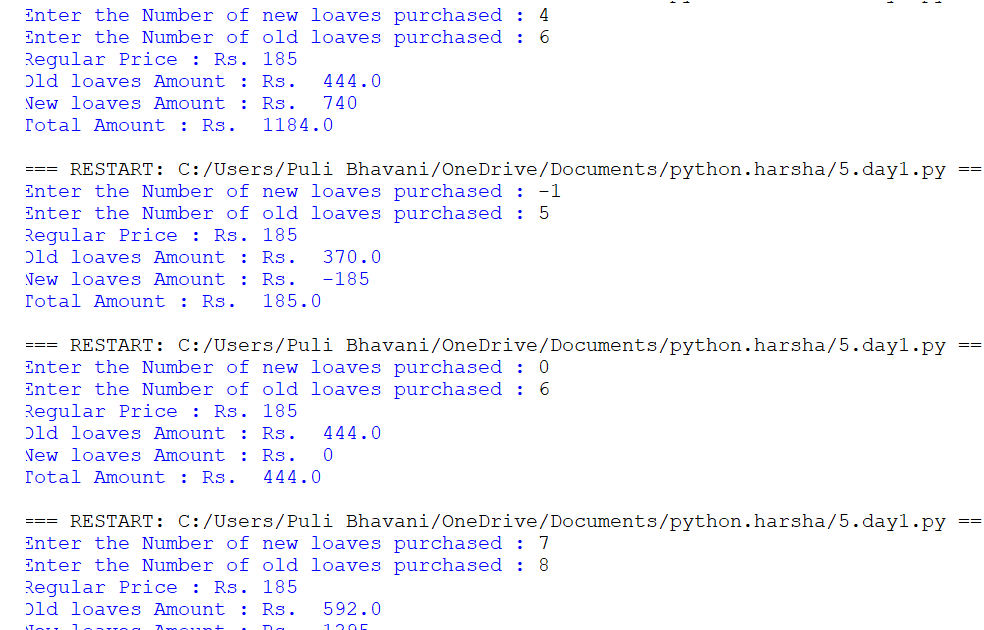 Enter the Number of new loaves purchased : 4
Enter the Number of old loaves purchased : 6
Regular Price : Rs. 185
Old loaves Amount : Rs.  444.0
New loaves Amount : Rs.  740
Total Amount : Rs.  1184.0
=== RESTART: C:/Users/Puli Bhavani/OneDrive/Documents/python.harsha/5.day1.py ==
Enter the Number of new loaves purchased : -1
Enter the Number of old loaves purchased : 5
Regular Price : Rs. 185
Old loaves Amount : Rs.  370.0
New loaves Amount : Rs.  -185
Total Amount : Rs.  185.0
=== RESTART: C:/Users/Puli Bhavani/OneDrive/Documents/python.harsha/5.day1.py ==
Enter the Number of new loaves purchased : 0
Enter the Number of old loaves purchased : 6
Regular Price : Rs. 185
Old loaves Amount : Rs.  444.0
New loaves Amount : Rs.  0
Total Amount : Rs.  444.0
=== RESTART: C:/Users/Puli Bhavani/OneDrive/Documents/python.harsha/5.day1.py ==
Enter the Number of new loaves purchased : 7
Enter the Number of old loaves purchased : 8
Regular Price : Rs. 185
Old loaves Amount : Rs.  592.0
New loaves Amount : Rs.  1295